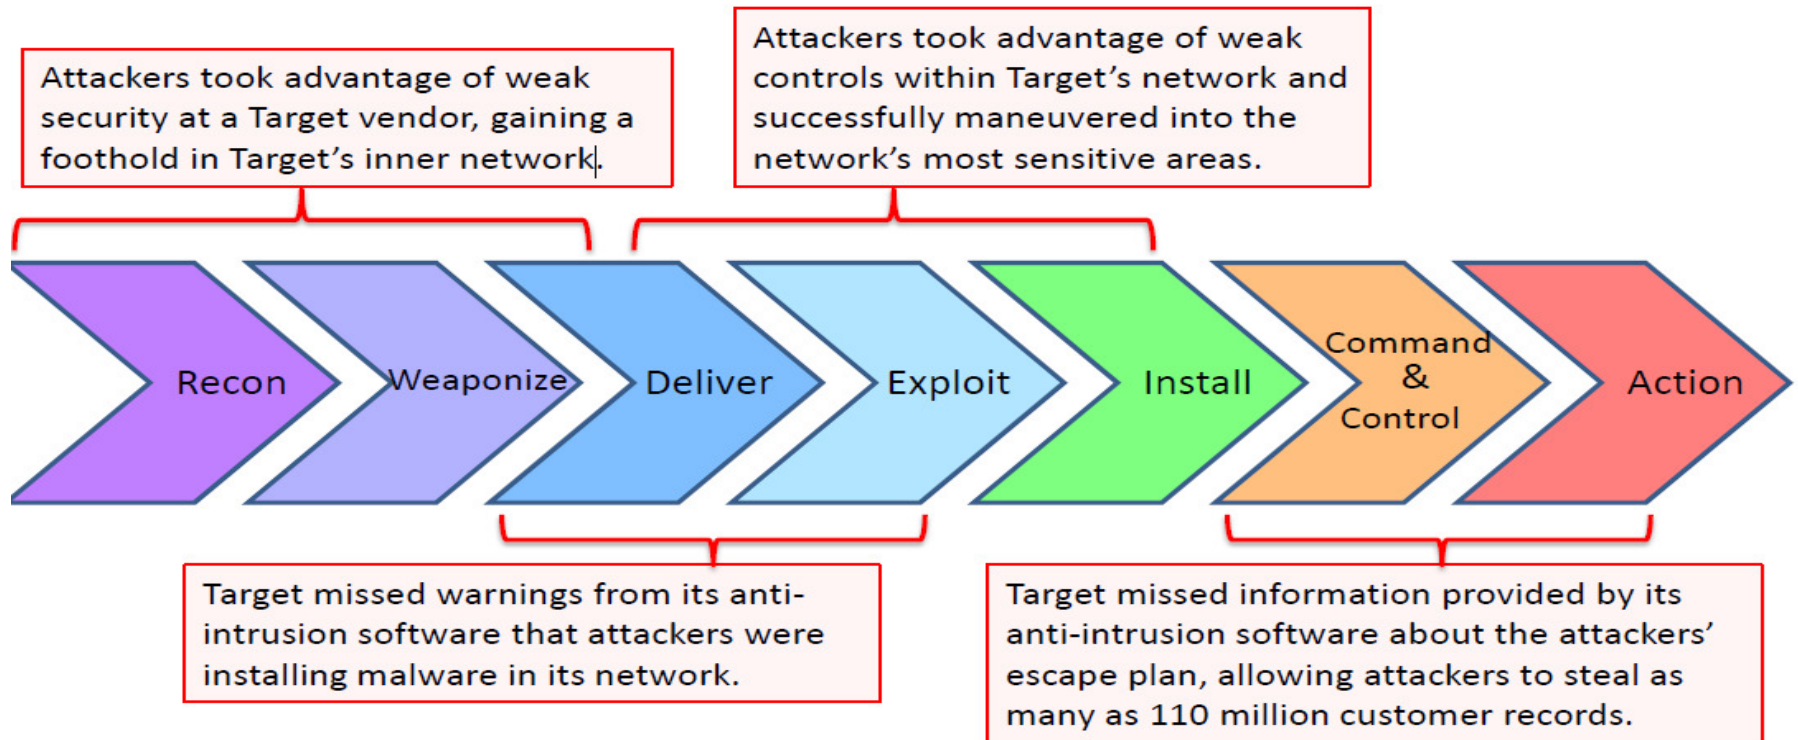 Attackers took advantage of weak
security at a Target vendor, gaining a
foothold in Target’s inner network.
Attackers took advantage of weak
controls within Target’s network and
successfully maneuvered into the
network’s most sensitive areas.
Recon
Weaponize
Deliver
Exploit
Install
Command
&
Control
Action
Target missed warnings from its anti-
intrusion software that attackers were
installing malware in its network.
Target missed information provided by its
anti-intrusion software about the attackers’
escape plan, allowing attackers to steal as
many as 110 million customer records.